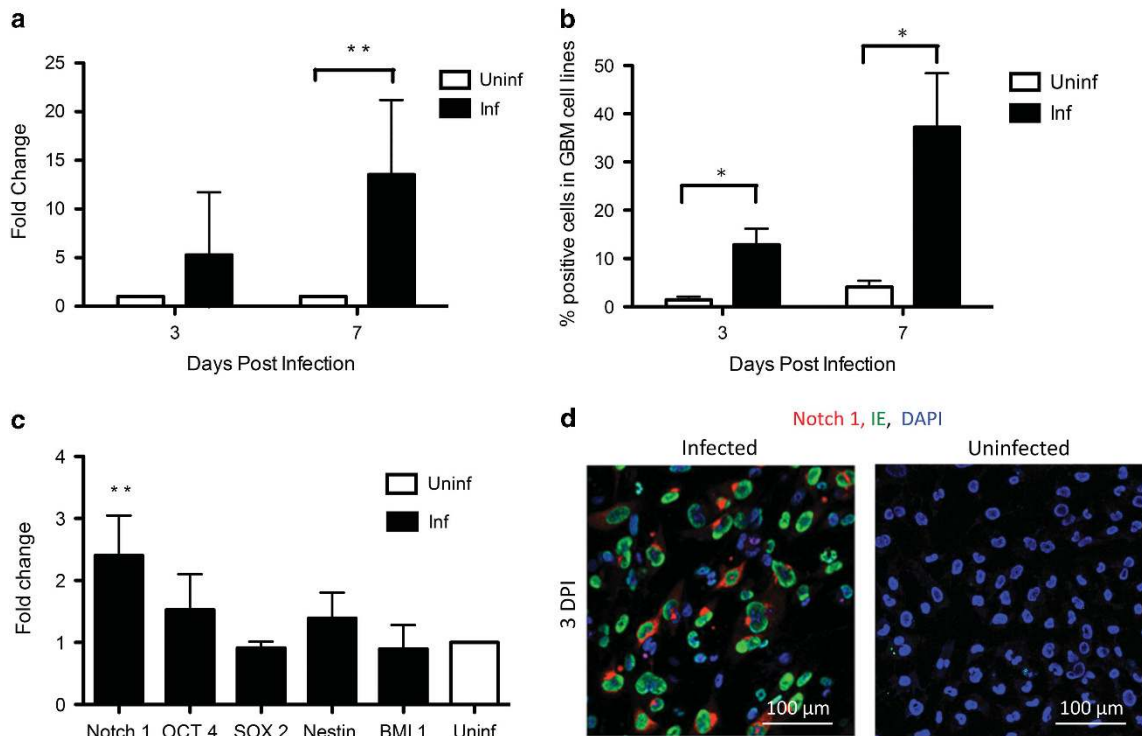 a
* *
25
20
15
10
5
0
Fold Change
Uninf
Inf
3
7
Days Post Infection
b
*
*
50
40
30
20
10
0
% positive cells in GBM cell lines
Uninf
Inf
3
7
Days Post Infection
c
* *
4
3
2
1
0
Fold change
Uninf
Inf
Notch 1 OCT 4 SOX 2 Nestin BMI 1 Uninf
d
Notch 1, IE, DAPI
Infected
Uninfected
3 DPI
100 µm
100 µm